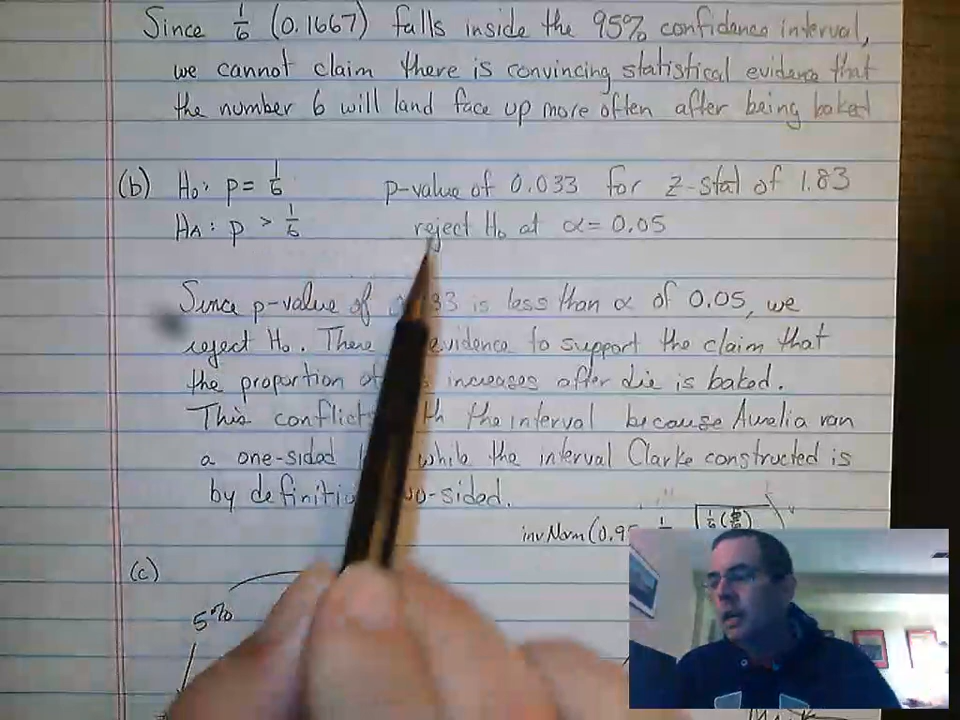 Since 1/6 (0.1667) falls inside the 95% confidence interval,
we cannot claim there is convincing statistical evidence that
the number 6 will land face up more often after being baked
(b) H₀: p = 1/6 p-value of 0.033 for z-stat of 1.83
Hᴀ: p > 1/6 reject H₀ at α = 0.05
Since p-value of 33 is less than α of 0.05, we
reject H₀. There evidence to support the claim that
the proportion of increases after die is baked.
This conflict th the interval because Aurelia ran
a one-sided while the interval Clarke constructed is
by definiti wo-sided.
invNorm(0.95
(c)
5%